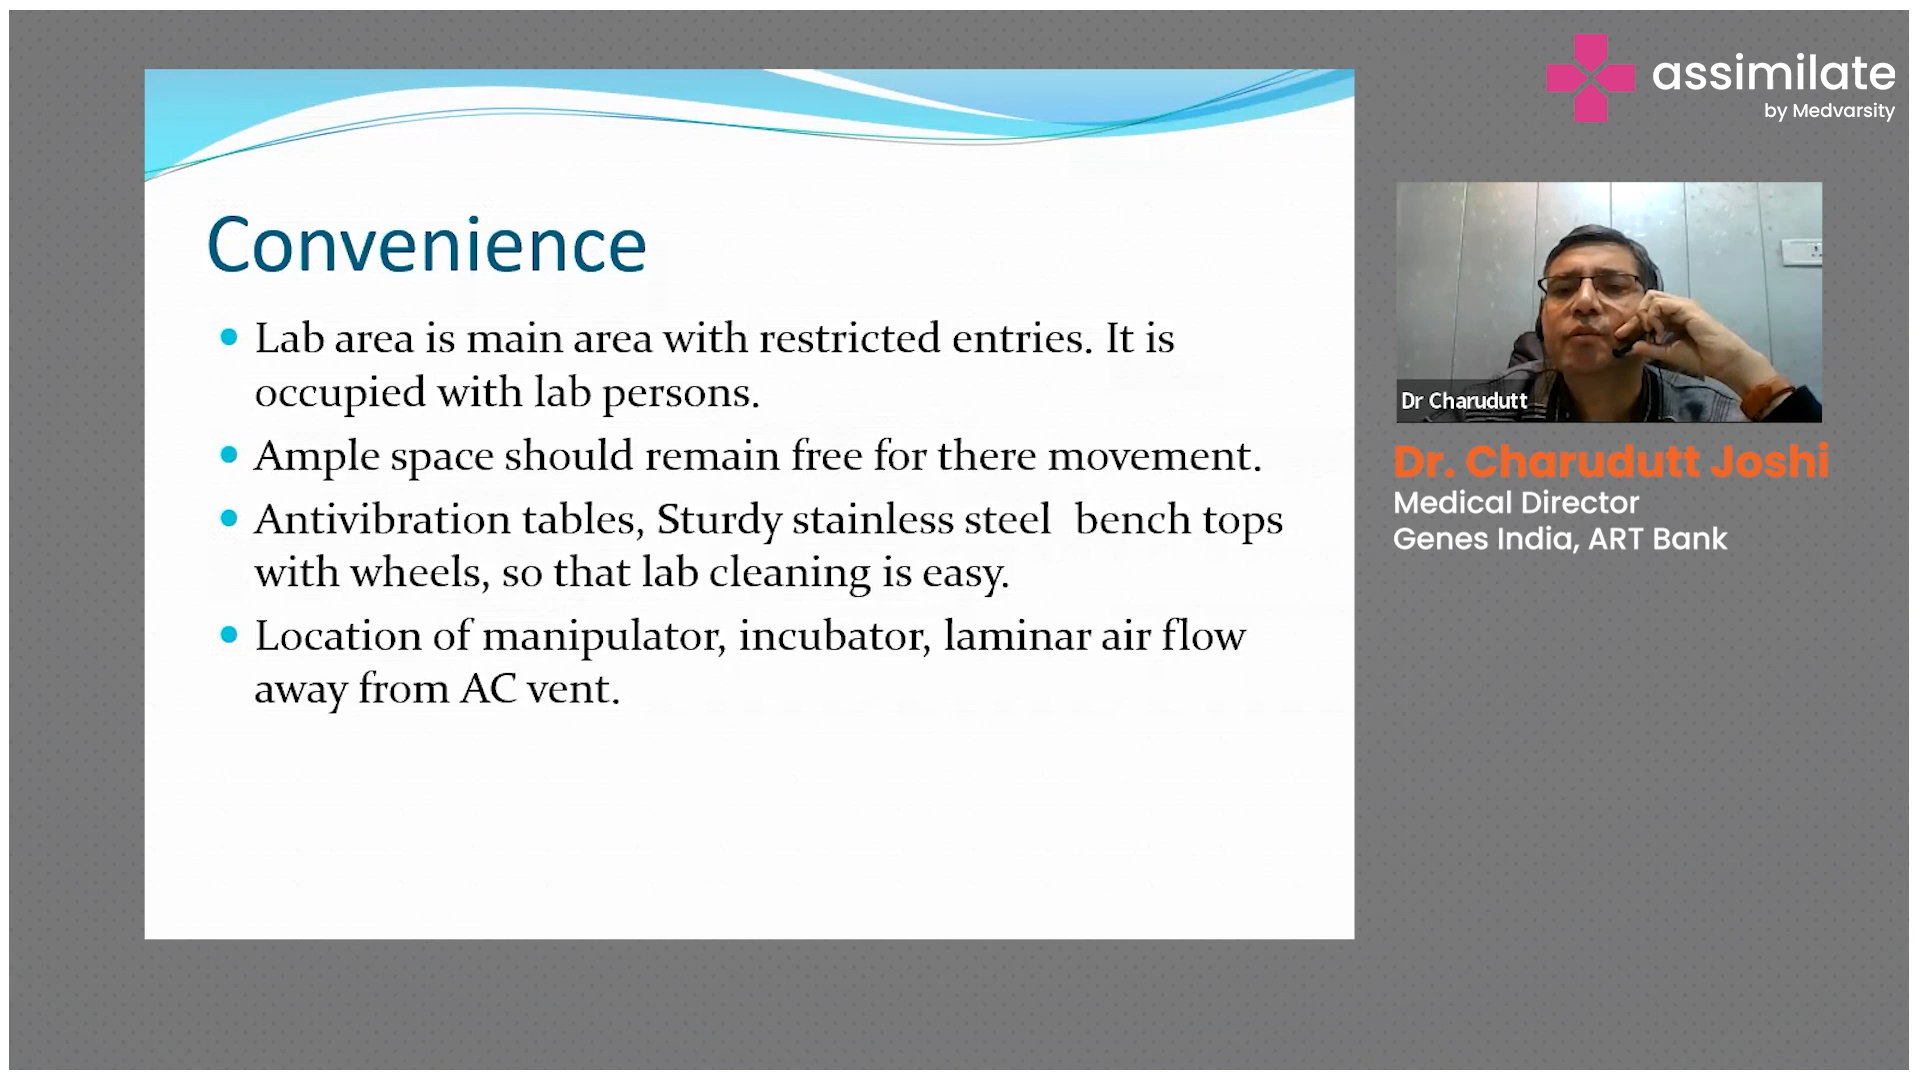 assimilate
by Medvarsity
Convenience
Lab area is main area with restricted entries. It is
occupied with lab persons.
Ample space should remain free for there movement.
Antivibration tables, Sturdy stainless steel  bench tops
with wheels, so that lab cleaning is easy.
Location of manipulator, incubator, laminar air flow
away from AC vent.
Dr Charudutt
Dr. Charudutt Joshi
Medical Director
Genes India, ART Bank